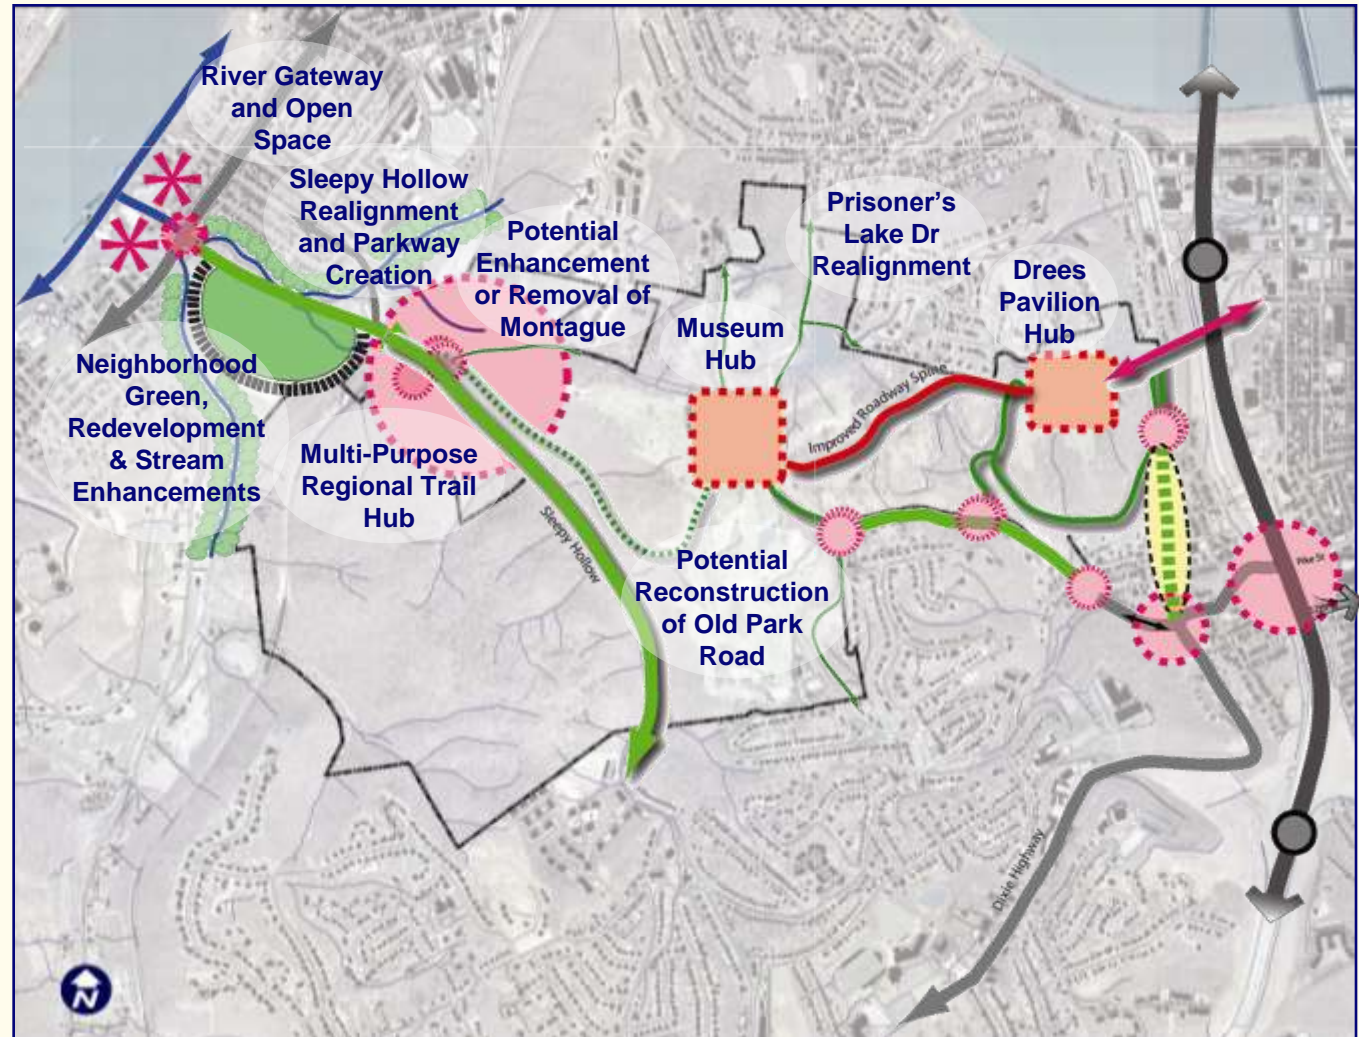 River Gateway
and Open
Space
Sleepy Hollow
Realignment
and Parkway
Creation
Potential
Enhancement
or Removal of
Montague
Prisoner’s
Lake Dr
Realignment
Drees
Pavilion
Hub
Museum
Hub
Neighborhood
Green,
Redevelopment
& Stream
Enhancements
Multi-Purpose
Regional Trail
Hub
Improved Roadway Spine
Sleepy Hollow
Potential
Reconstruction
of Old Park
Road
Pike St
Dixie Highway
N